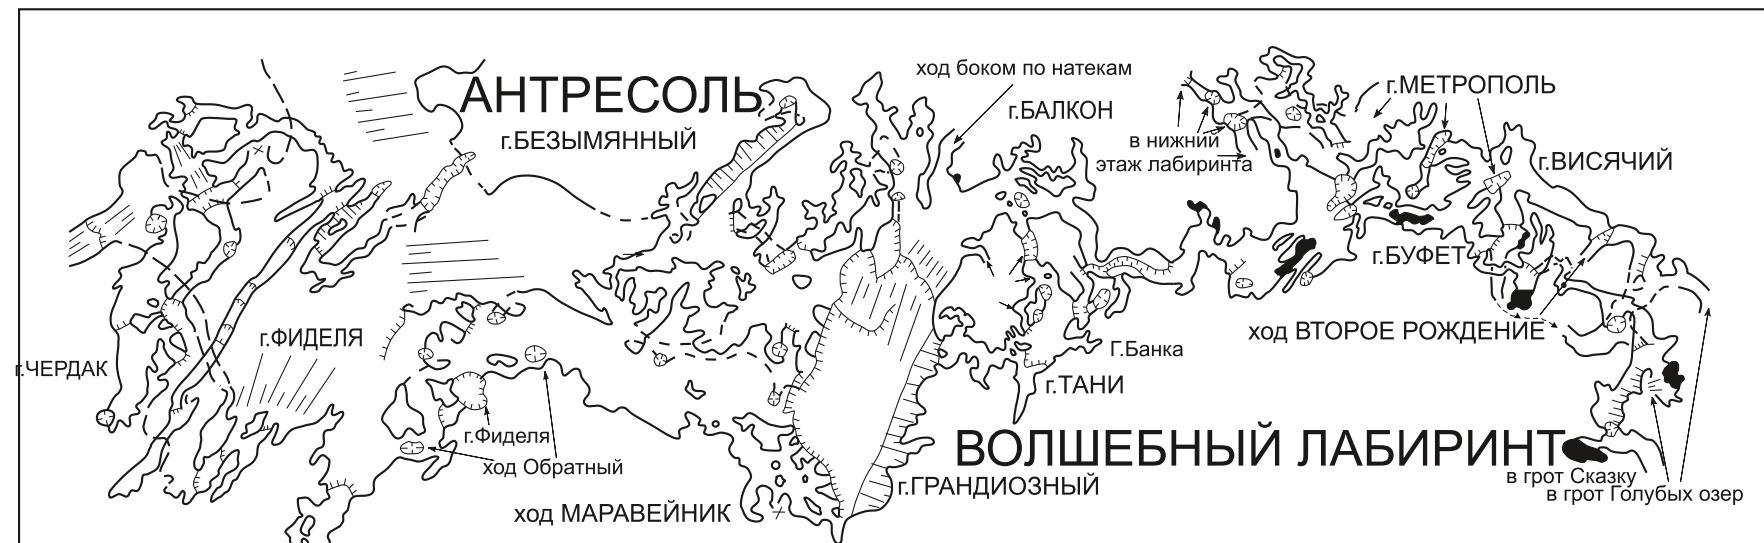 АНТРЕСОЛЬ
г.БЕЗЫМЯННЫЙ
ход боком по натекам
г.БАЛКОН
г.МЕТРОПОЛЬ
в нижний
этаж лабиринта
г.ВИСЯЧИЙ
г.БУФЕТ
ход ВТОРОЕ РОЖДЕНИЕ
г.ФИДЕЛЯ
г.ЧЕРДАК
Г.Банка
г.ТАНИ
г.Фиделя
ход Обратный
ВОЛШЕБНЫЙ ЛАБИРИНТ
в грот Сказку
в грот Голубых озер
г.ГРАНДИОЗНЫЙ
ход МАРАВЕЙНИК